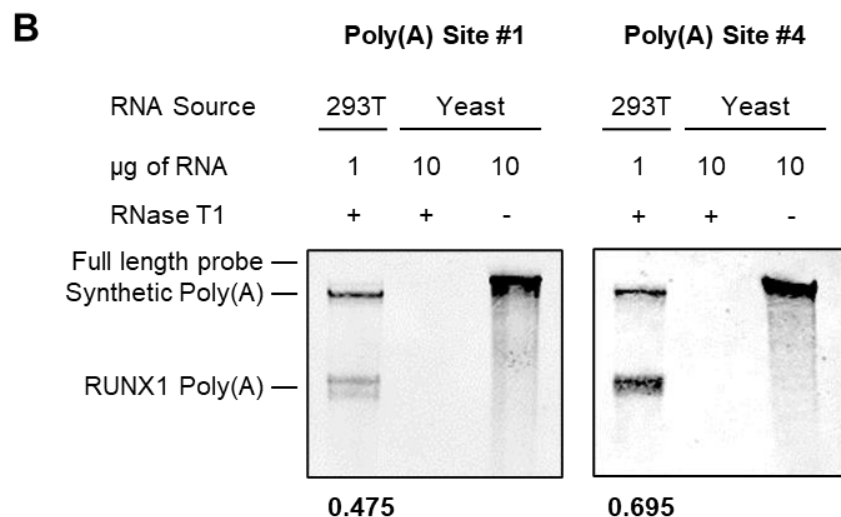 B
Poly(A) Site #1 Poly(A) Site #4
RNA Source 293T Yeast 293T Yeast
µg of RNA 1 10 10 1 10 10
RNase T1 + + - + + -
Full length probe
Synthetic Poly(A)
RUNX1 Poly(A)
0.475 0.695